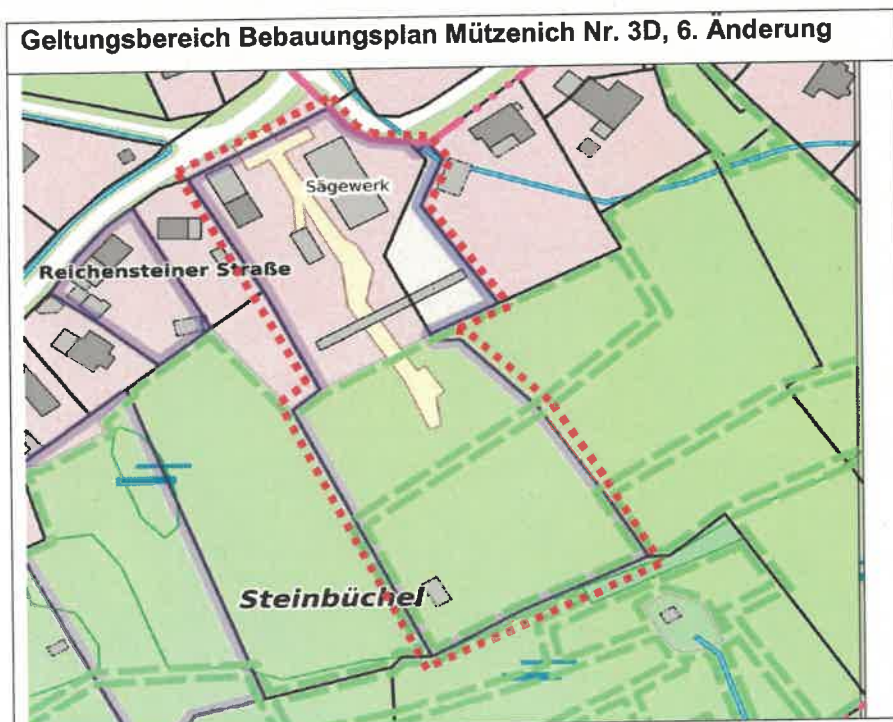 Geltungsbereich Bebauungsplan Mützenich Nr. 3D, 6. Änderung
Sägewerk
Reichensteiner Straße
Steinbüchel